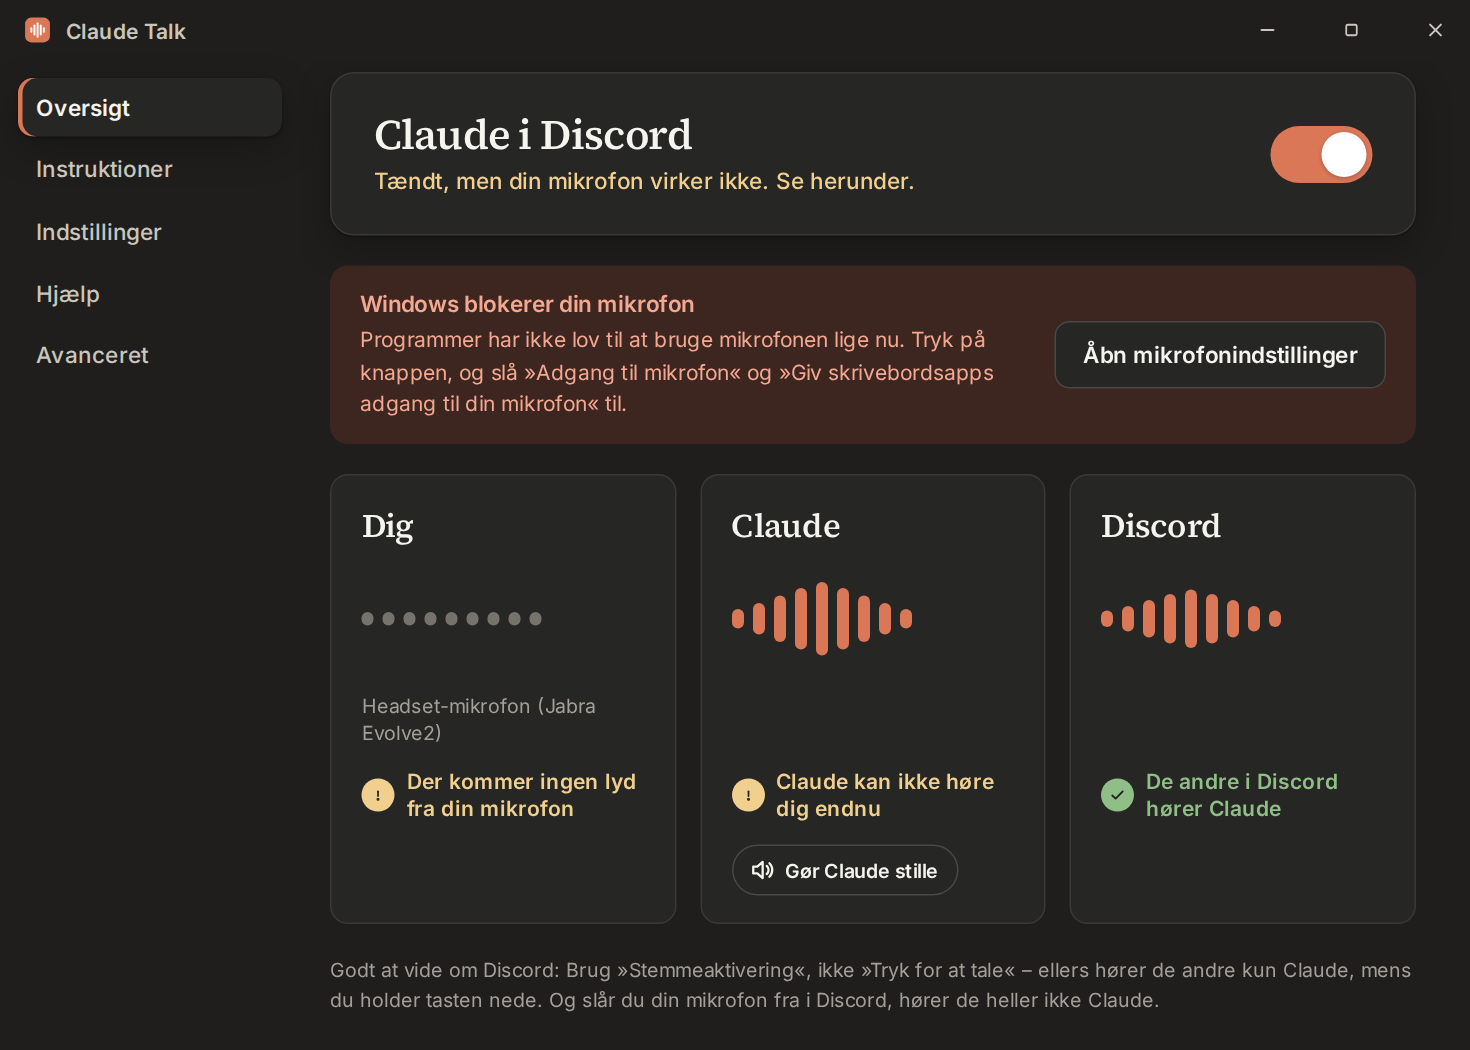 Claude Talk
Oversigt
Instruktioner
Indstillinger
Hjælp
Avanceret
Claude i Discord
Tændt, men din mikrofon virker ikke. Se herunder.
Windows blokerer din mikrofon
Programmer har ikke lov til at bruge mikrofonen lige nu. Tryk på
knappen, og slå »Adgang til mikrofon« og »Giv skrivebordsapps
adgang til din mikrofon« til.
Åbn mikrofonindstillinger
Dig
Headset-mikrofon (Jabra
Evolve2)
Der kommer ingen lyd
fra din mikrofon
Claude
Claude kan ikke høre
dig endnu
Gør Claude stille
Discord
De andre i Discord
hører Claude
Godt at vide om Discord: Brug »Stemmeaktivering«, ikke »Tryk for at tale« – ellers hører de andre kun Claude, mens
du holder tasten nede. Og slår du din mikrofon fra i Discord, hører de heller ikke Claude.